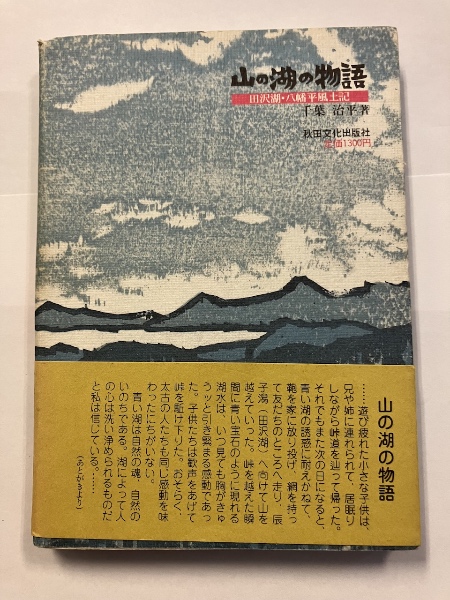 山の湖の物語
田沢湖・八幡平風土記
千葉 治平著
秋田文化出版社
定価1300円
山の湖の物語
……遊び疲れた小さな子供は、
兄や姉に連れられて、居眠り
しながら峠道を辿って帰った。
それでもまた次の日になると、
青い湖の誘惑に耐えかねて、
鞄を家に放り投げ、網を持っ
て友だちのところへ走り、辰
子潟（田沢湖）へ向けて山を
越えていった。峠を越えた瞬
間に青い宝石のように現れる
湖水は、いつ見ても胸がきゅ
うッと引き緊まる感動であっ
た。子供たちは歓声をあげて
峠を駈け下りた。おそらく、
太古の人たちも同じ感動を味
わったにちがいない。
青い湖は自然の魂、自然の
いのちである。湖によって人
の心は洗い浄められるものだ
と私は信じている。……
（あとがきより）